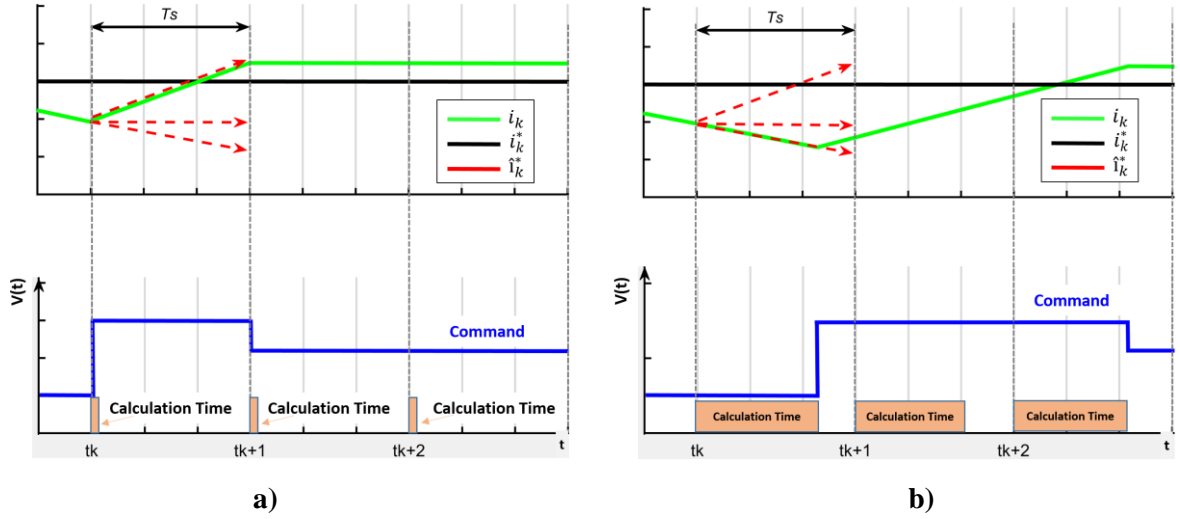 Ts
i_k
i_k^*
î_k^*
V(t)
Command
Calculation Time
Calculation Time
Calculation Time
tk
tk+1
tk+2
t
a)
Ts
i_k
i_k^*
î_k^*
V(t)
Command
Calculation Time
Calculation Time
Calculation Time
tk
tk+1
tk+2
t
b)